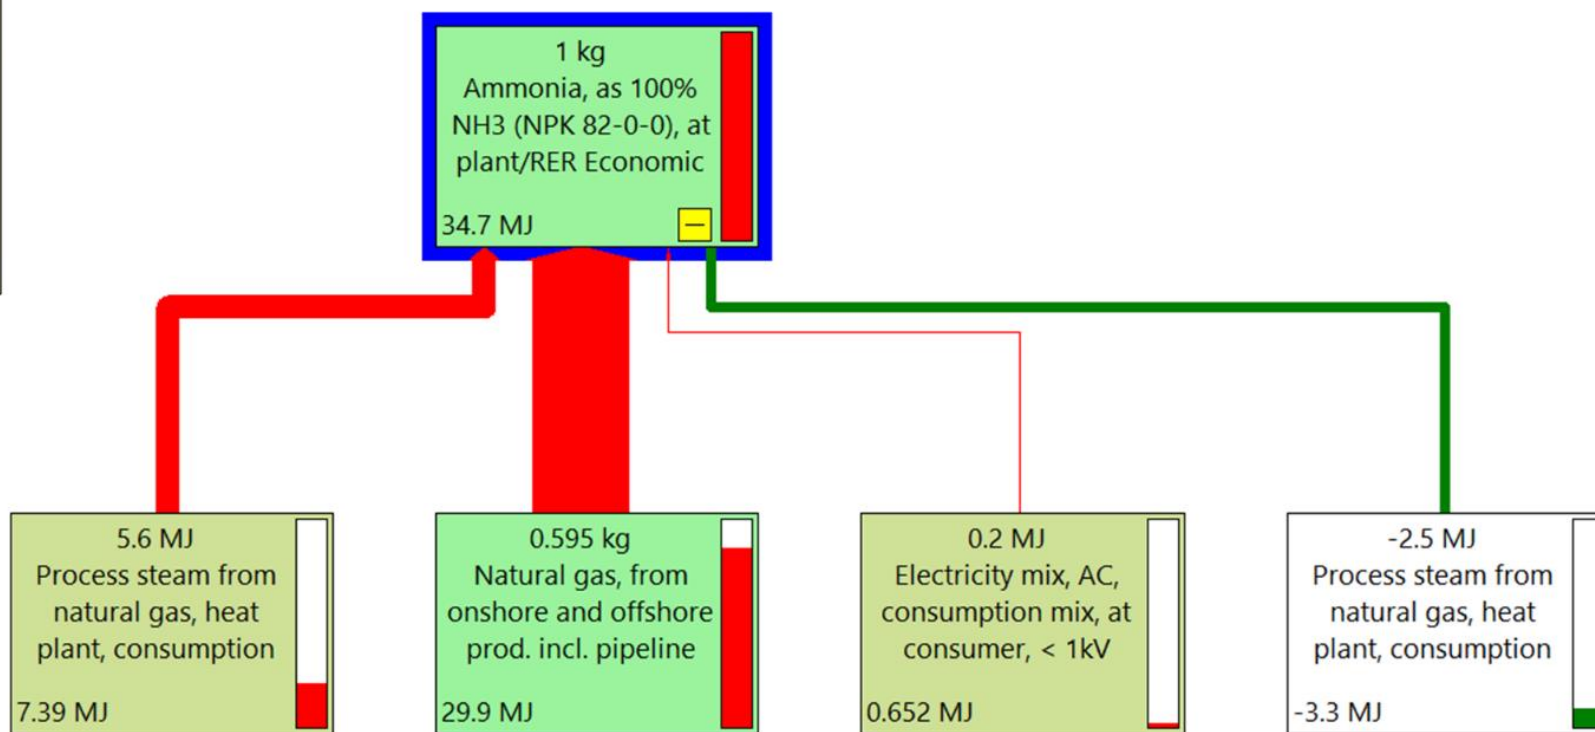 1 kg
Ammonia, as 100%
NH3 (NPK 82-0-0), at
plant/RER Economic
34.7 MJ
5.6 MJ
Process steam from
natural gas, heat
plant, consumption
7.39 MJ
0.595 kg
Natural gas, from
onshore and offshore
prod. incl. pipeline
29.9 MJ
0.2 MJ
Electricity mix, AC,
consumption mix, at
consumer, < 1kV
0.652 MJ
-2.5 MJ
Process steam from
natural gas, heat
plant, consumption
-3.3 MJ